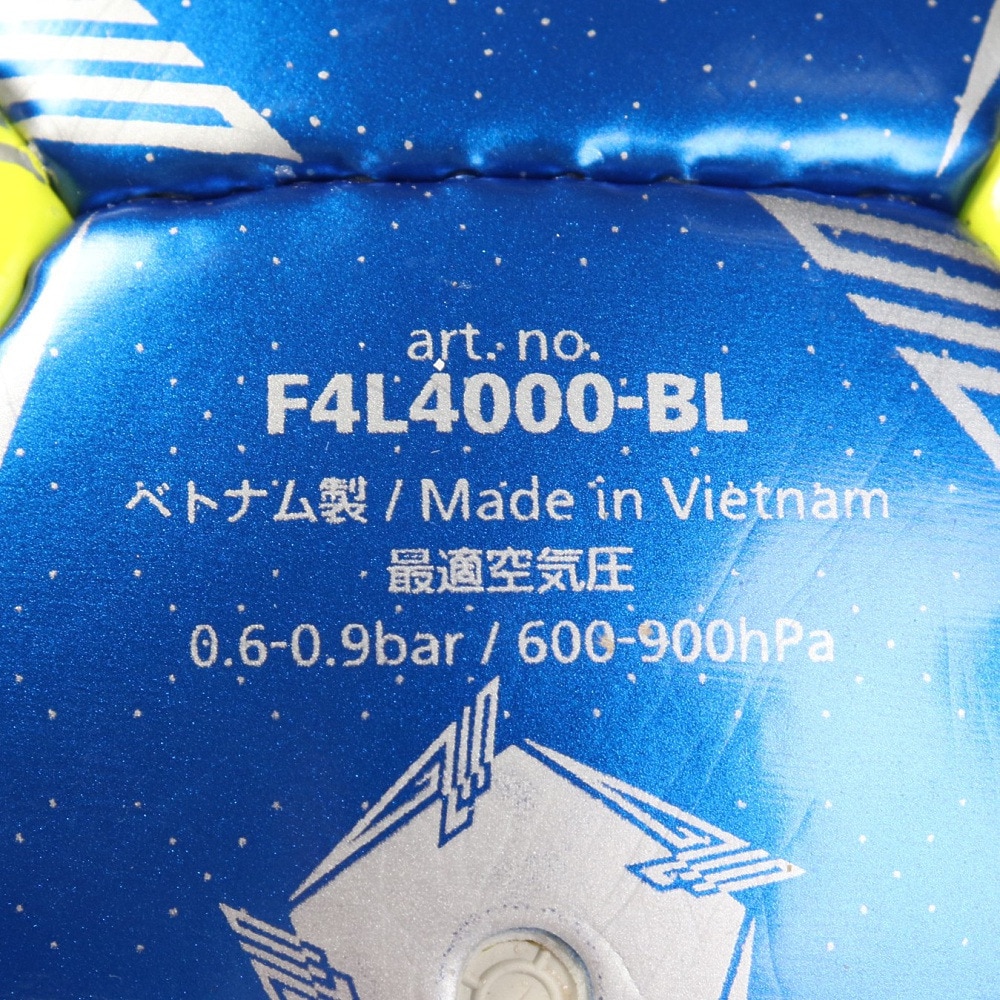 art. no.
F4L4000-BL
ベトナム製 / Made in Vietnam
最適空気圧
0.6-0.9bar / 600-900hPa